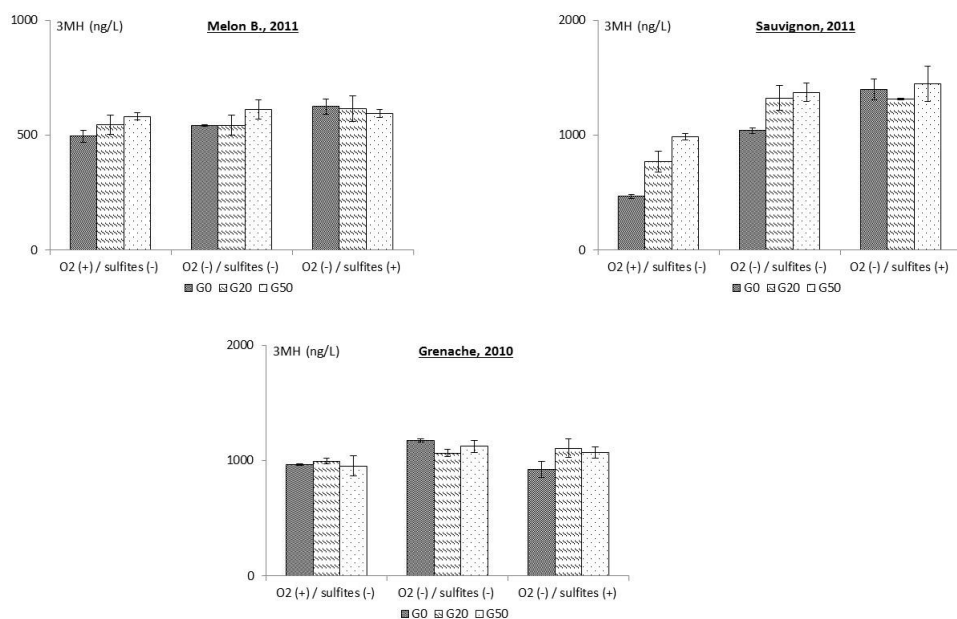 1000
3MH (ng/L)
Melon B., 2011
500
0
O2 (+) / sulfites (-)
O2 (-) / sulfites (-)
O2 (-) / sulfites (+)
G0
G20
G50
2000
3MH (ng/L)
Sauvignon, 2011
1000
0
O2 (+) / sulfites (-)
O2 (-) / sulfites (-)
O2 (-) / sulfites (+)
G0
G20
G50
2000
3MH (ng/L)
Grenache, 2010
1000
0
O2 (+) / sulfites (-)
O2 (-) / sulfites (-)
O2 (-) / sulfites (+)
G0
G20
G50